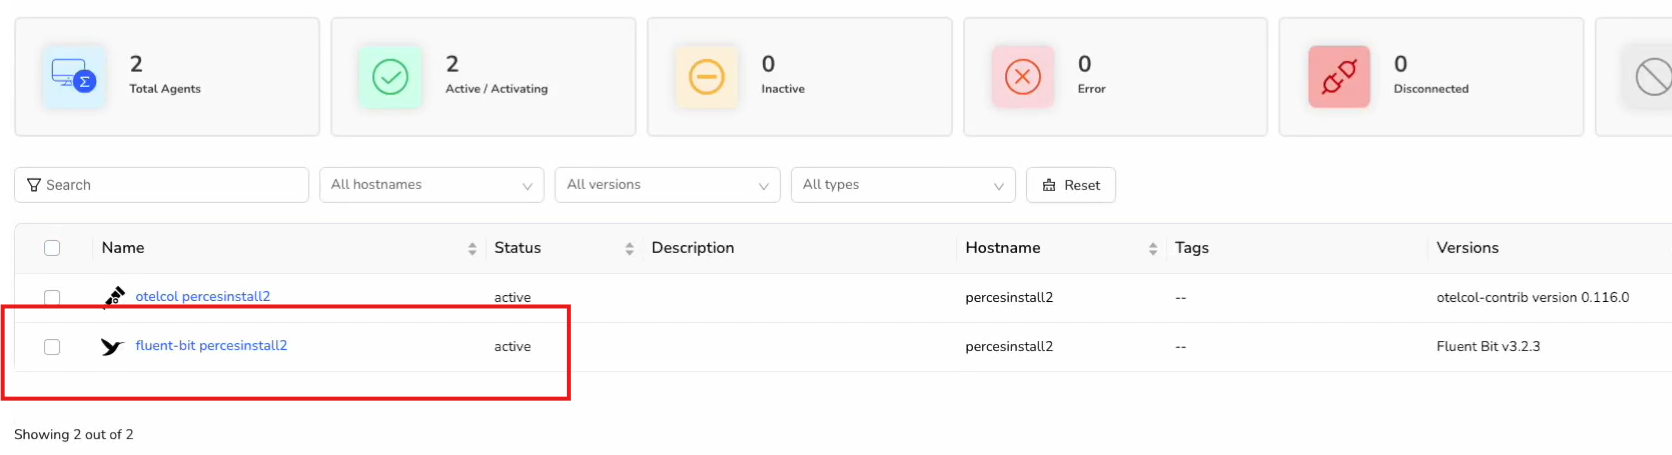 2
Total Agents
2
Active / Activating
0
Inactive
0
Error
0
Disconnected
Search
All hostnames
All versions
All types
Reset
Name Status Description Hostname Tags Versions
otelcol percesinstall2 active percesinstall2 -- otelcol-contrib version 0.116.0
fluent-bit percesinstall2 active percesinstall2 -- Fluent Bit v3.2.3
Showing 2 out of 2